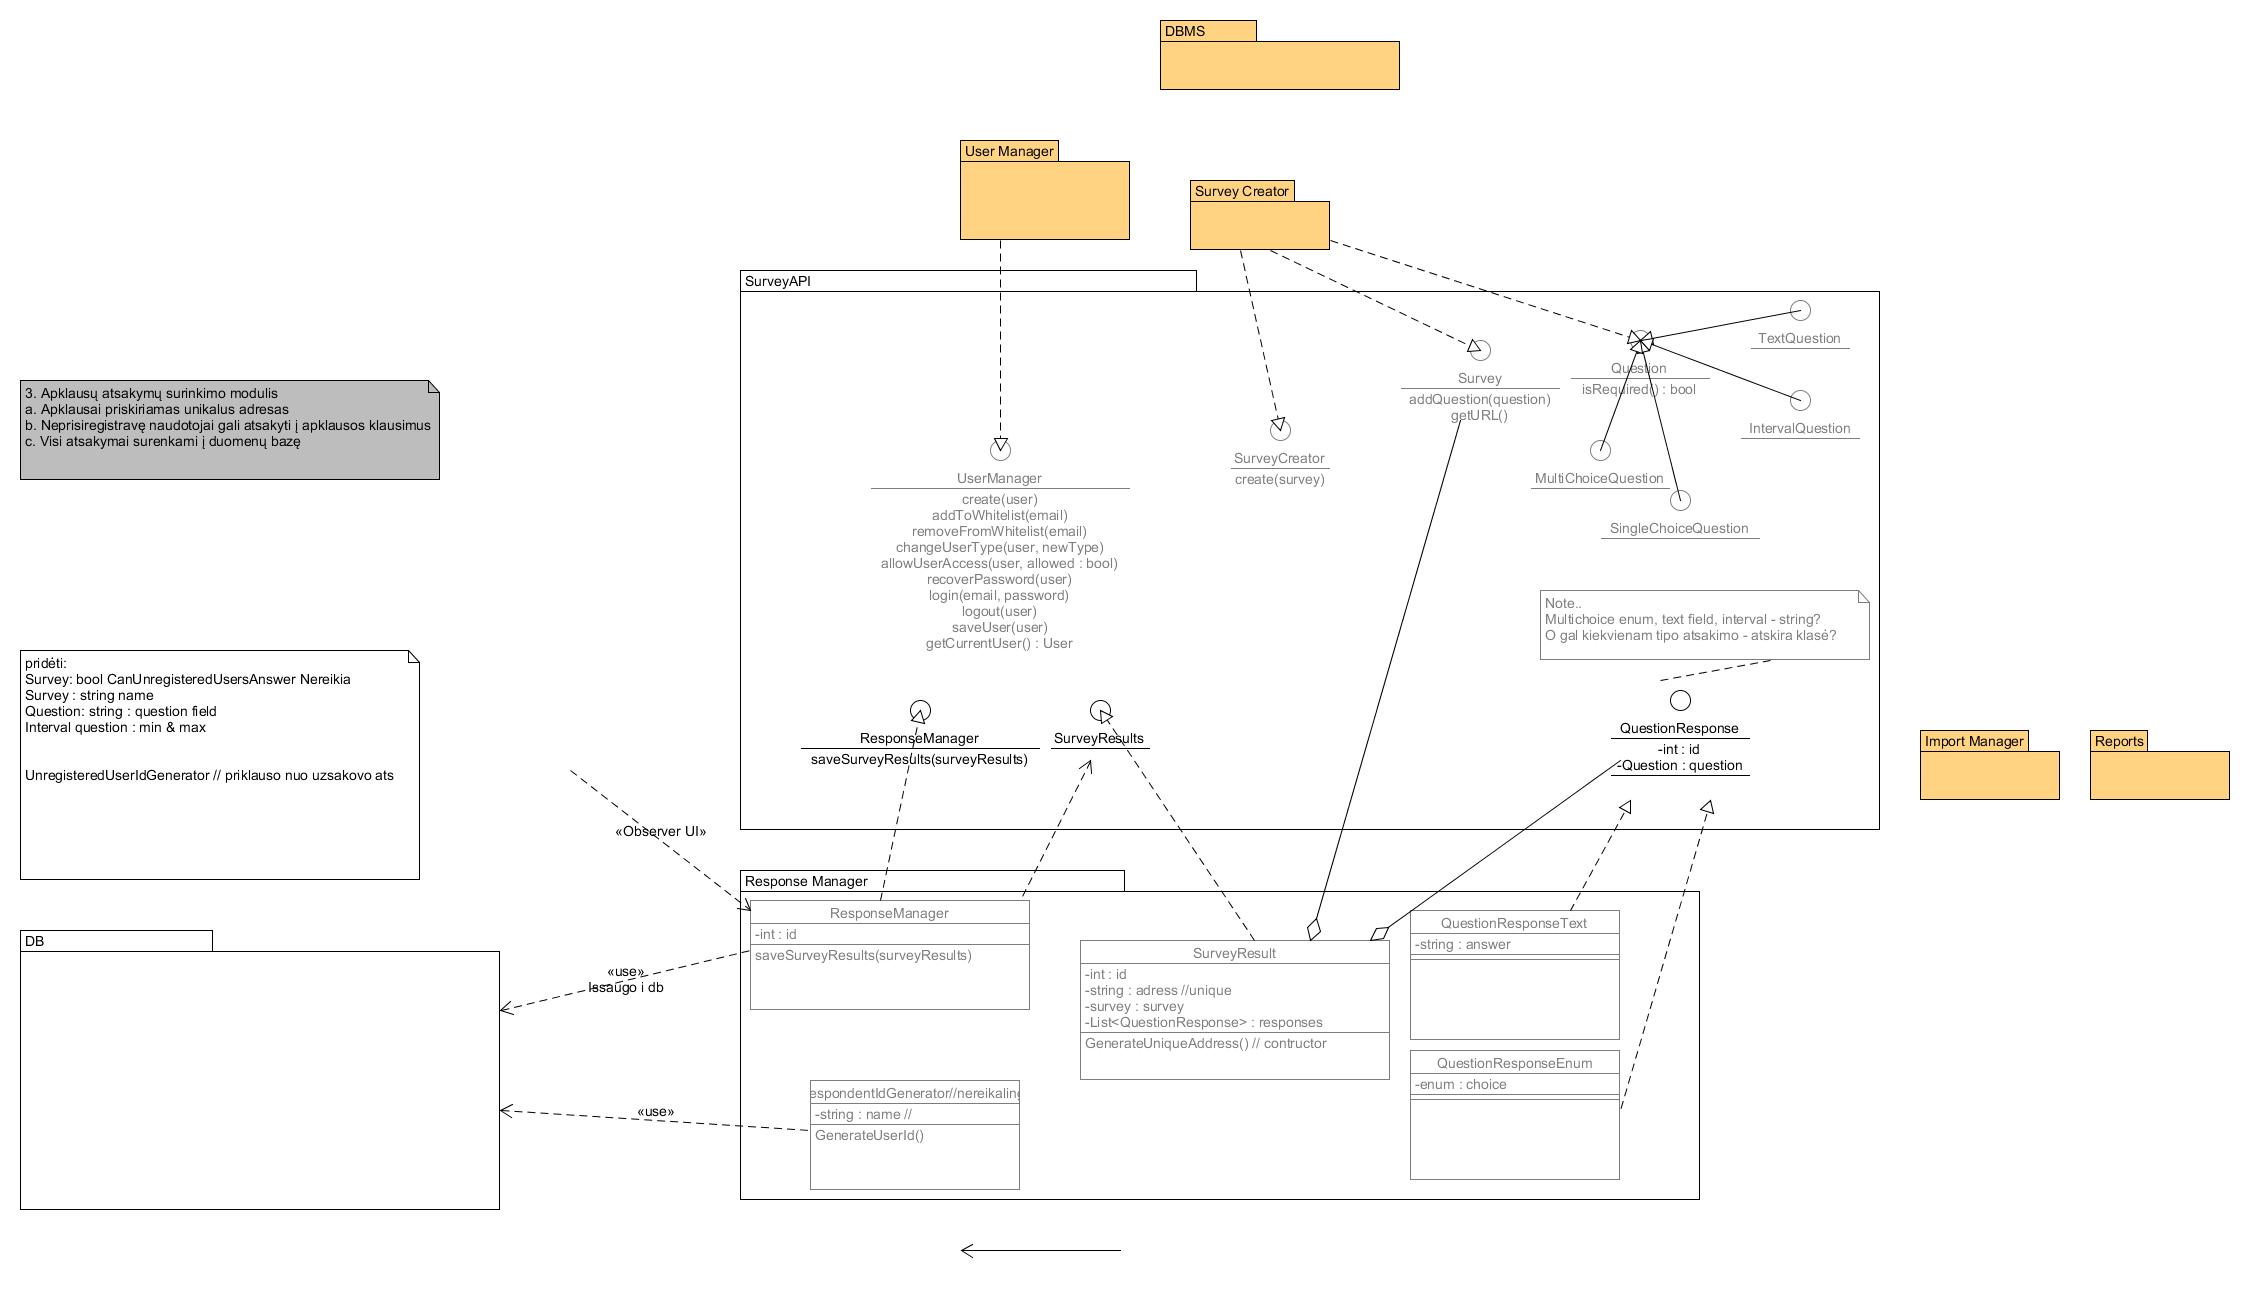 DBMS
User Manager
Survey Creator
SurveyAPI
TextQuestion
Question
isRequired() : bool
Survey
addQuestion(question)
getURL()
IntervalQuestion
SurveyCreator
create(survey)
MultiChoiceQuestion
SingleChoiceQuestion
UserManager
create(user)
addToWhitelist(email)
removeFromWhitelist(email)
changeUserType(user, newType)
allowUserAccess(user, allowed : bool)
recoverPassword(user)
login(email, password)
logout(user)
saveUser(user)
getCurrentUser() : User
3. Apklausų atsakymų surinkimo modulis
a. Apklausai priskiriamas unikalus adresas
b. Neprisiregistravę naudotojai gali atsakyti į apklausos klausimus
c. Visi atsakymai surenkami į duomenų bazę
Note..
Multichoice enum, text field, interval - string?
O gal kiekvienam tipo atsakimo - atskira klasė?
pridėti:
Survey: bool CanUnregisteredUsersAnswer Nereikia
Survey : string name
Question: string : question field
Interval question : min & max
UnregisteredUserIdGenerator // priklauso nuo uzsakovo ats
ResponseManager
saveSurveyResults(surveyResults)
SurveyResults
QuestionResponse
-int : id
-Question : question
Import Manager
Reports
«Observer UI»
Response Manager
ResponseManager
-int : id
saveSurveyResults(surveyResults)
SurveyResult
-int : id
-string : adress //unique
-survey : survey
-List<QuestionResponse> : responses
GenerateUniqueAddress() // contructor
QuestionResponseText
-string : answer
QuestionResponseEnum
-enum : choice
DB
«use»
Issaugo i db
«use»
espondentIdGenerator//nereikaling
-string : name //
GenerateUserId()